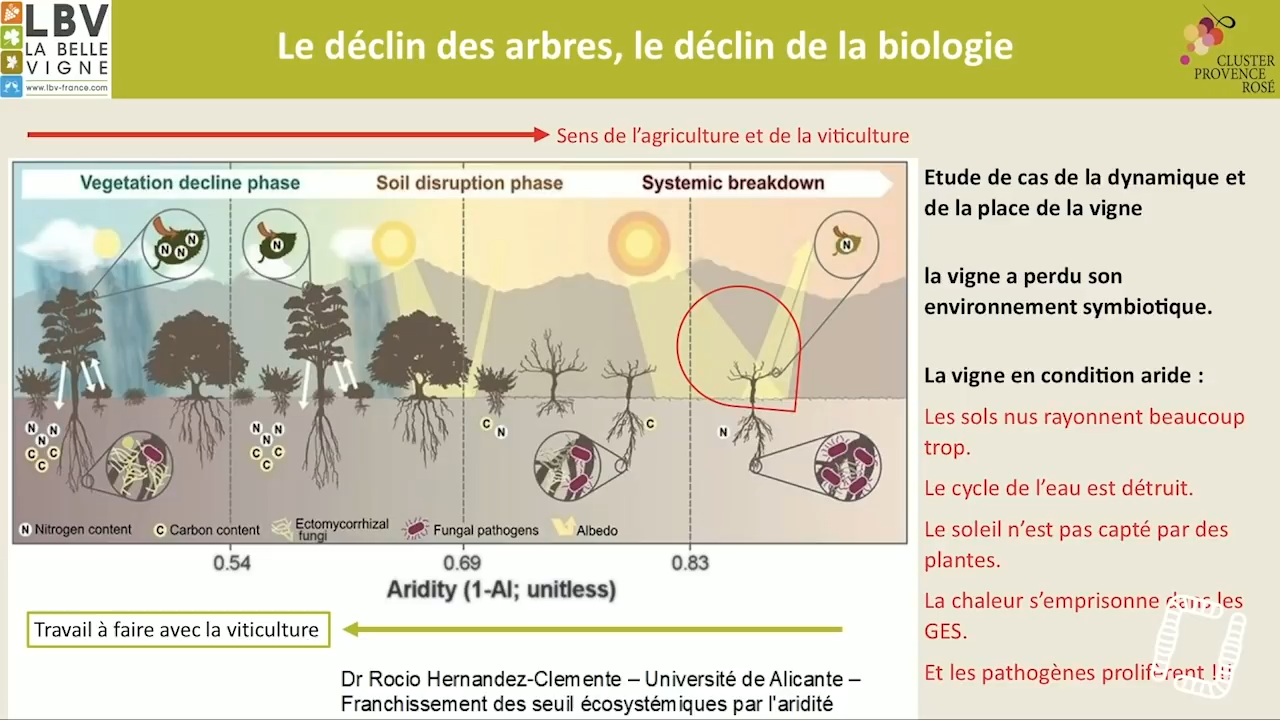 LBV
LA BELLE
VIGNE
www.lbv-france.com
Le déclin des arbres, le déclin de la biologie
CLUSTER
PROVENCE
ROSÉ
Sens de l'agriculture et de la viticulture
Vegetation decline phase
Soil disruption phase
Systemic breakdown
N
N N
N
N
N N
N
C C
C
N N
N
C C
C
C
N
C
N
N Nitrogen content
C Carbon content
Ectomycorrhizal
fungi
Fungal pathogens
Albedo
0.54
0.69
0.83
Aridity (1-AI; unitless)
Travail à faire avec la viticulture
Dr Rocio Hernandez-Clemente – Université de Alicante –
Franchissement des seuil écosystémiques par l'aridité
Etude de cas de la dynamique et
de la place de la vigne
la vigne a perdu son
environnement symbiotique.
La vigne en condition aride :
Les sols nus rayonnent beaucoup
trop.
Le cycle de l'eau est détruit.
Le soleil n'est pas capté par des
plantes.
La chaleur s'emprisonne dans les
GES.
Et les pathogènes prolifèrent !!!